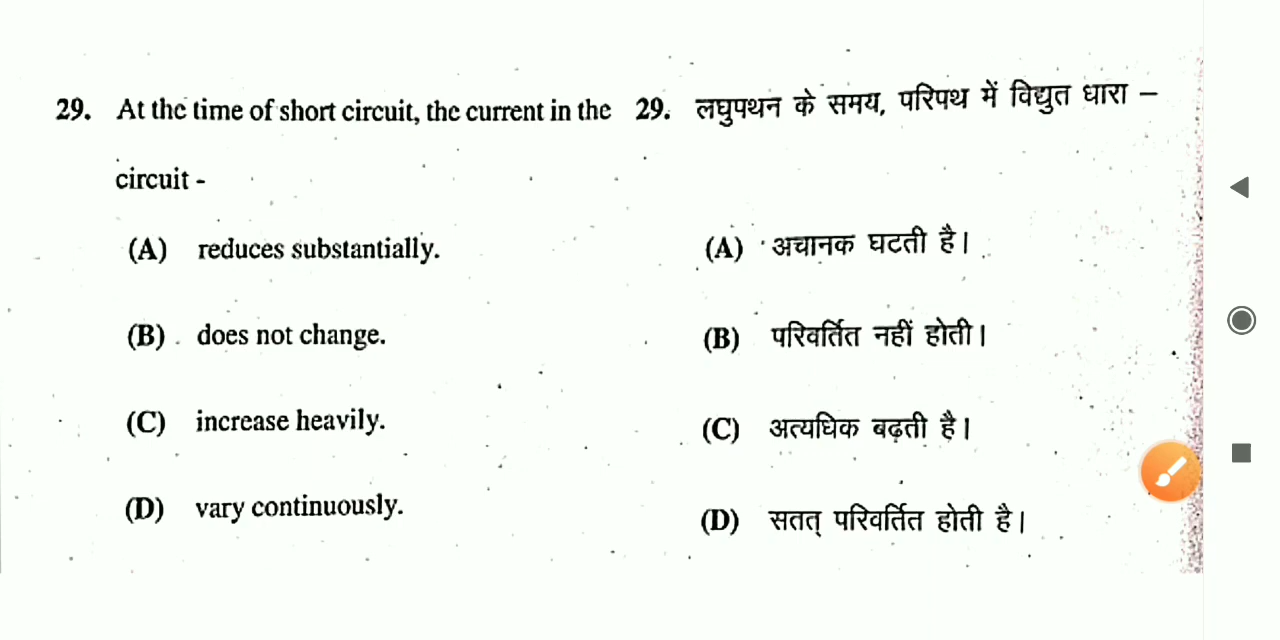 29. At the time of short circuit, the current in the
circuit -
(A) reduces substantially.
(B) does not change.
(C) increase heavily.
(D) vary continuously.
29. लघुपथन के समय, परिपथ में विद्युत धारा –
(A) अचानक घटती है।
(B) परिवर्तित नहीं होती।
(C) अत्यधिक बढ़ती है।
(D) सतत् परिवर्तित होती है।